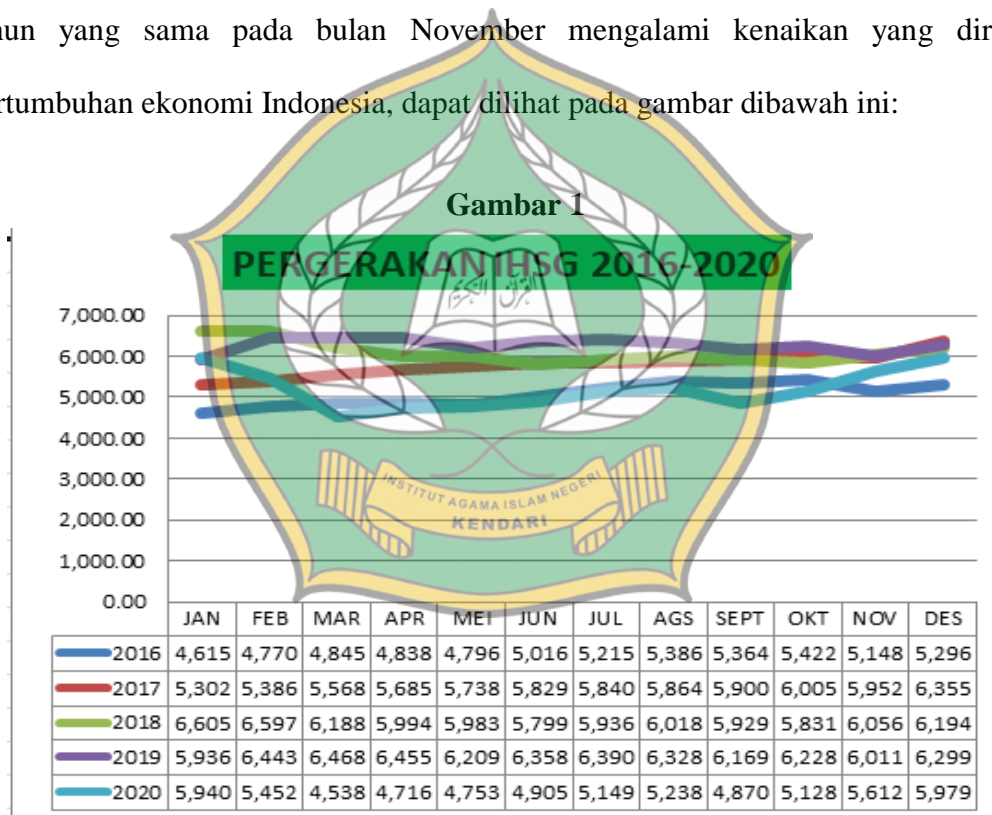 hun yang sama pada bulan November mengalami kenaikan yang dir
ertumbuhan ekonomi Indonesia, dapat dilihat pada gambar dibawah ini:
Gambar 1
PERGERAKAN IHSG 2016-2020
القرآن الكريم
7,000.00
6,000.00
5,000.00
4,000.00
3,000.00
2,000.00
1,000.00
0.00
INSTITUT AGAMA ISLAM NEGERI
KENDARI
JAN FEB MAR APR MEI JUN JUL AGS SEPT OKT NOV DES
2016 4,615 4,770 4,845 4,838 4,796 5,016 5,215 5,386 5,364 5,422 5,148 5,296
2017 5,302 5,386 5,568 5,685 5,738 5,829 5,840 5,864 5,900 6,005 5,952 6,355
2018 6,605 6,597 6,188 5,994 5,983 5,799 5,936 6,018 5,929 5,831 6,056 6,194
2019 5,936 6,443 6,468 6,455 6,209 6,358 6,390 6,328 6,169 6,228 6,011 6,299
2020 5,940 5,452 4,538 4,716 4,753 4,905 5,149 5,238 4,870 5,128 5,612 5,979